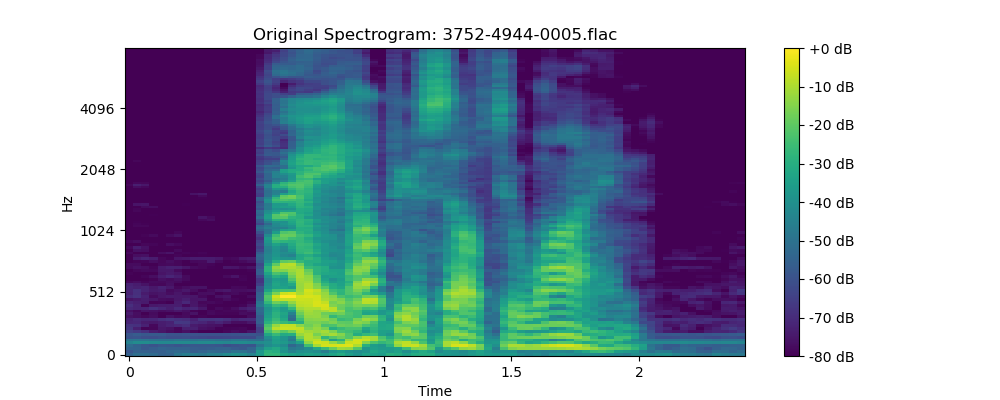 Original Spectrogram: 3752-4944-0005.flac
Hz
4096
2048
1024
512
0
0
0.5
1
1.5
2
Time
+0 dB
-10 dB
-20 dB
-30 dB
-40 dB
-50 dB
-60 dB
-70 dB
-80 dB